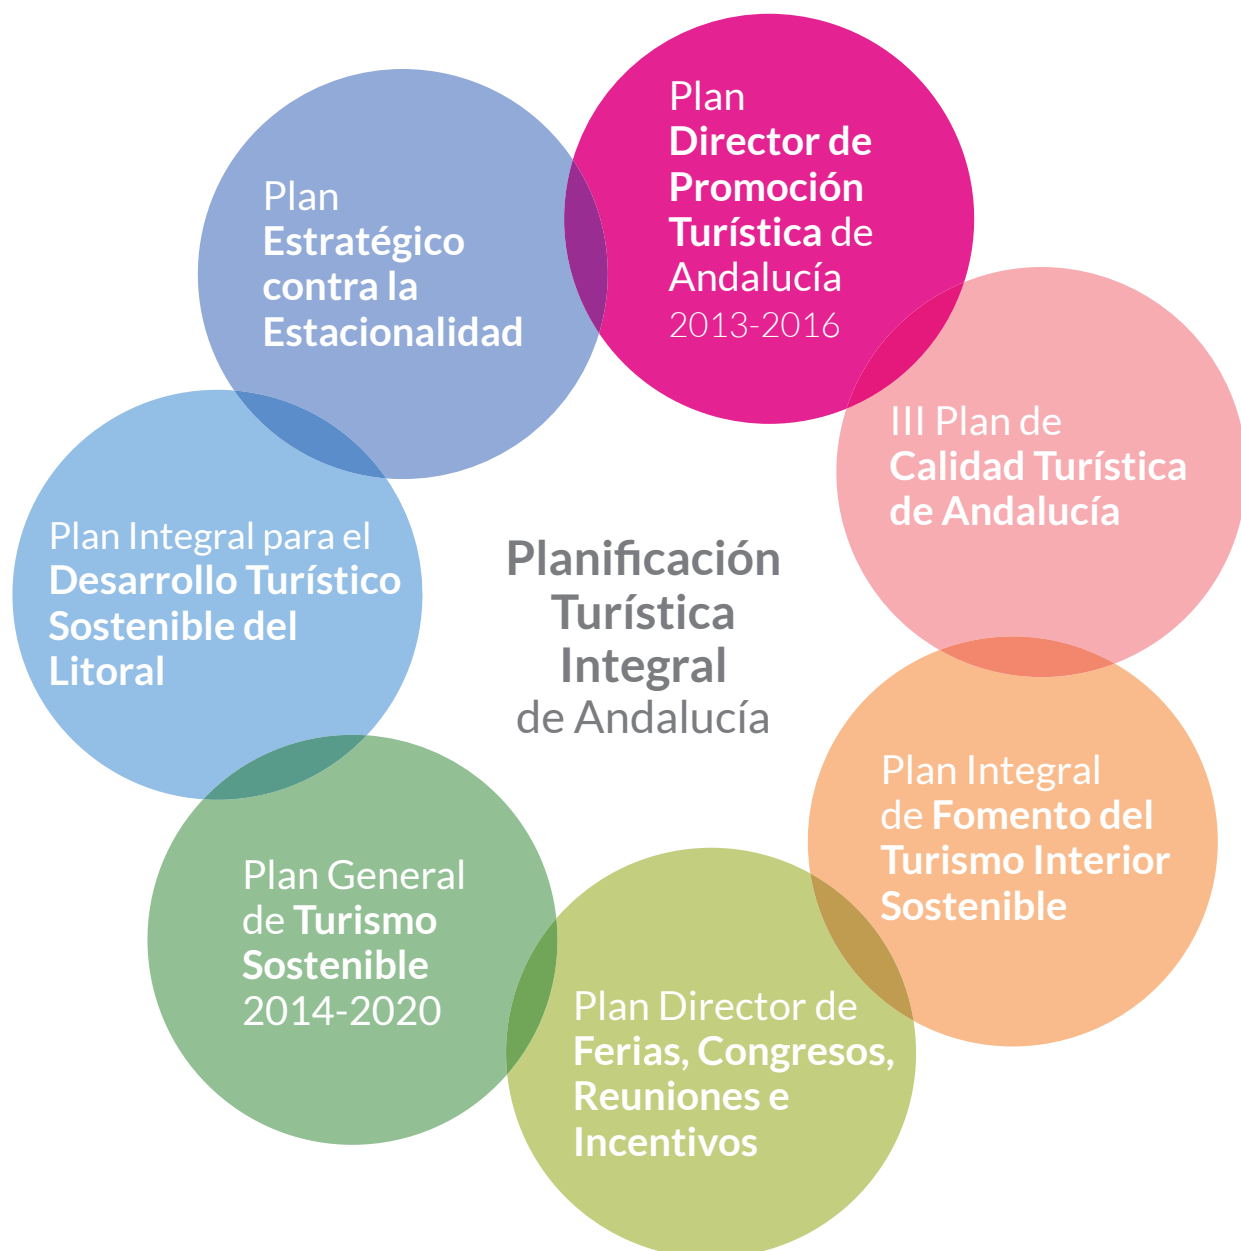 Plan
Director de
Promoción
Turística de
Andalucía
2013-2016
Plan
Estratégico
contra la
Estacionalidad
III Plan de
Calidad Turística
de Andalucía
Plan Integral para el
Desarrollo Turístico
Sostenible del
Litoral
Planificación
Turística
Integral
de Andalucía
Plan Integral
de Fomento del
Turismo Interior
Sostenible
Plan General
de Turismo
Sostenible
2014-2020
Plan Director de
Ferias, Congresos,
Reuniones e
Incentivos